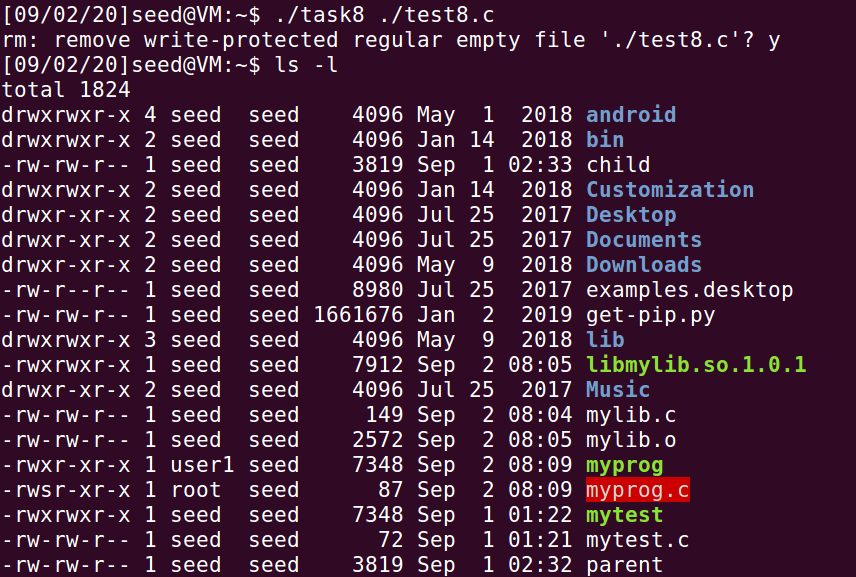 [09/02/20]seed@VM:~$ ./task8 ./test8.c
rm: remove write-protected regular empty file './test8.c'? y
[09/02/20]seed@VM:~$ ls -l
total 1824
drwxrwxr-x 4 seed  seed    4096 May  1  2018 android
drwxrwxr-x 2 seed  seed    4096 Jan 14  2018 bin
-rw-rw-r-- 1 seed  seed    3819 Sep  1 02:33 child
drwxrwxr-x 2 seed  seed    4096 Jan 14  2018 Customization
drwxr-xr-x 2 seed  seed    4096 Jul 25  2017 Desktop
drwxr-xr-x 2 seed  seed    4096 Jul 25  2017 Documents
drwxr-xr-x 2 seed  seed    4096 May  9  2018 Downloads
-rw-r--r-- 1 seed  seed    8980 Jul 25  2017 examples.desktop
-rw-rw-r-- 1 seed  seed 1661676 Jan  2  2019 get-pip.py
drwxrwxr-x 3 seed  seed    4096 May  9  2018 lib
-rwxrwxr-x 1 seed  seed    7912 Sep  2 08:05 libmylib.so.1.0.1
drwxr-xr-x 2 seed  seed    4096 Jul 25  2017 Music
-rw-rw-r-- 1 seed  seed     149 Sep  2 08:04 mylib.c
-rw-rw-r-- 1 seed  seed    2572 Sep  2 08:05 mylib.o
-rwxr-xr-x 1 user1 seed    7348 Sep  2 08:09 myprog
-rwsr-xr-x 1 root  seed      87 Sep  2 08:09 myprog.c
-rwxrwxr-x 1 seed  seed    7348 Sep  1 01:22 mytest
-rw-rw-r-- 1 seed  seed      72 Sep  1 01:21 mytest.c
-rw-rw-r-- 1 seed  seed    3819 Sep  1 02:32 parent